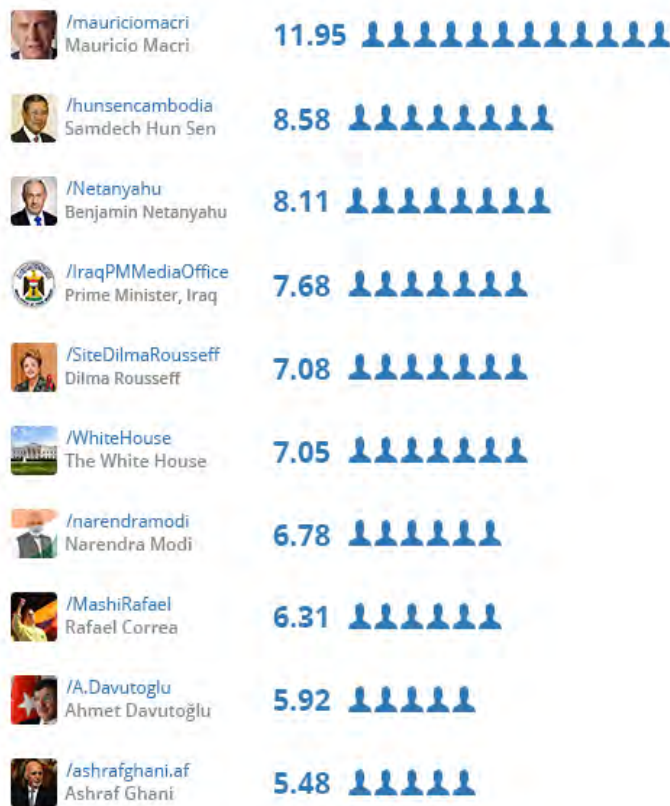 /mauriciomacri
Mauricio Macri
11.95
/hunsencambodia
Samdech Hun Sen
8.58
/Netanyahu
Benjamin Netanyahu
8.11
/IraqPMMediaOffice
Prime Minister, Iraq
7.68
/SiteDilmaRousseff
Dilma Rousseff
7.08
/WhiteHouse
The White House
7.05
/narendramodi
Narendra Modi
6.78
/MashiRafael
Rafael Correa
6.31
/A.Davutoglu
Ahmet Davutoğlu
5.92
/ashrafghani.af
Ashraf Ghani
5.48